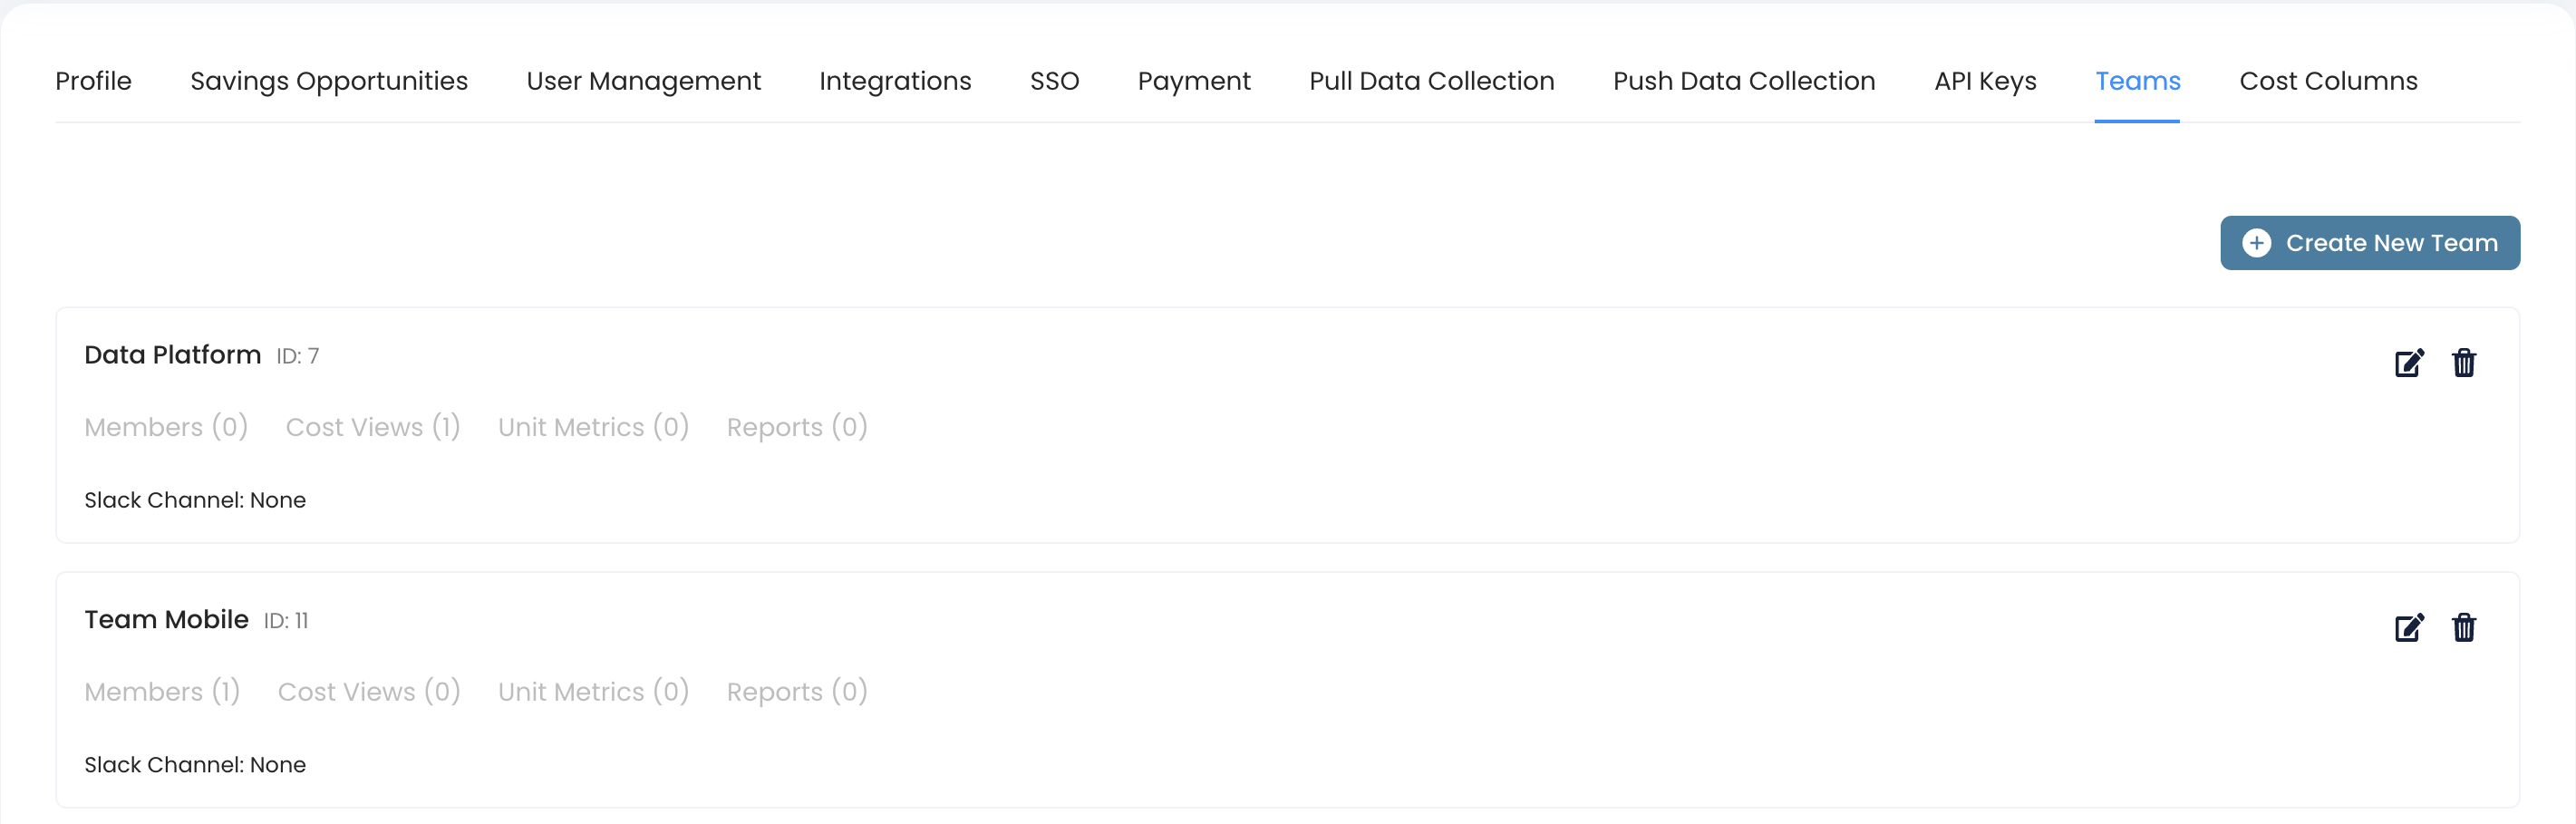 Profile Savings Opportunities User Management Integrations SSO Payment Pull Data Collection Push Data Collection API Keys Teams Cost Columns
Create New Team
Data Platform ID: 7
Members (0) Cost Views (1) Unit Metrics (0) Reports (0)
Slack Channel: None
Team Mobile ID: 11
Members (1) Cost Views (0) Unit Metrics (0) Reports (0)
Slack Channel: None